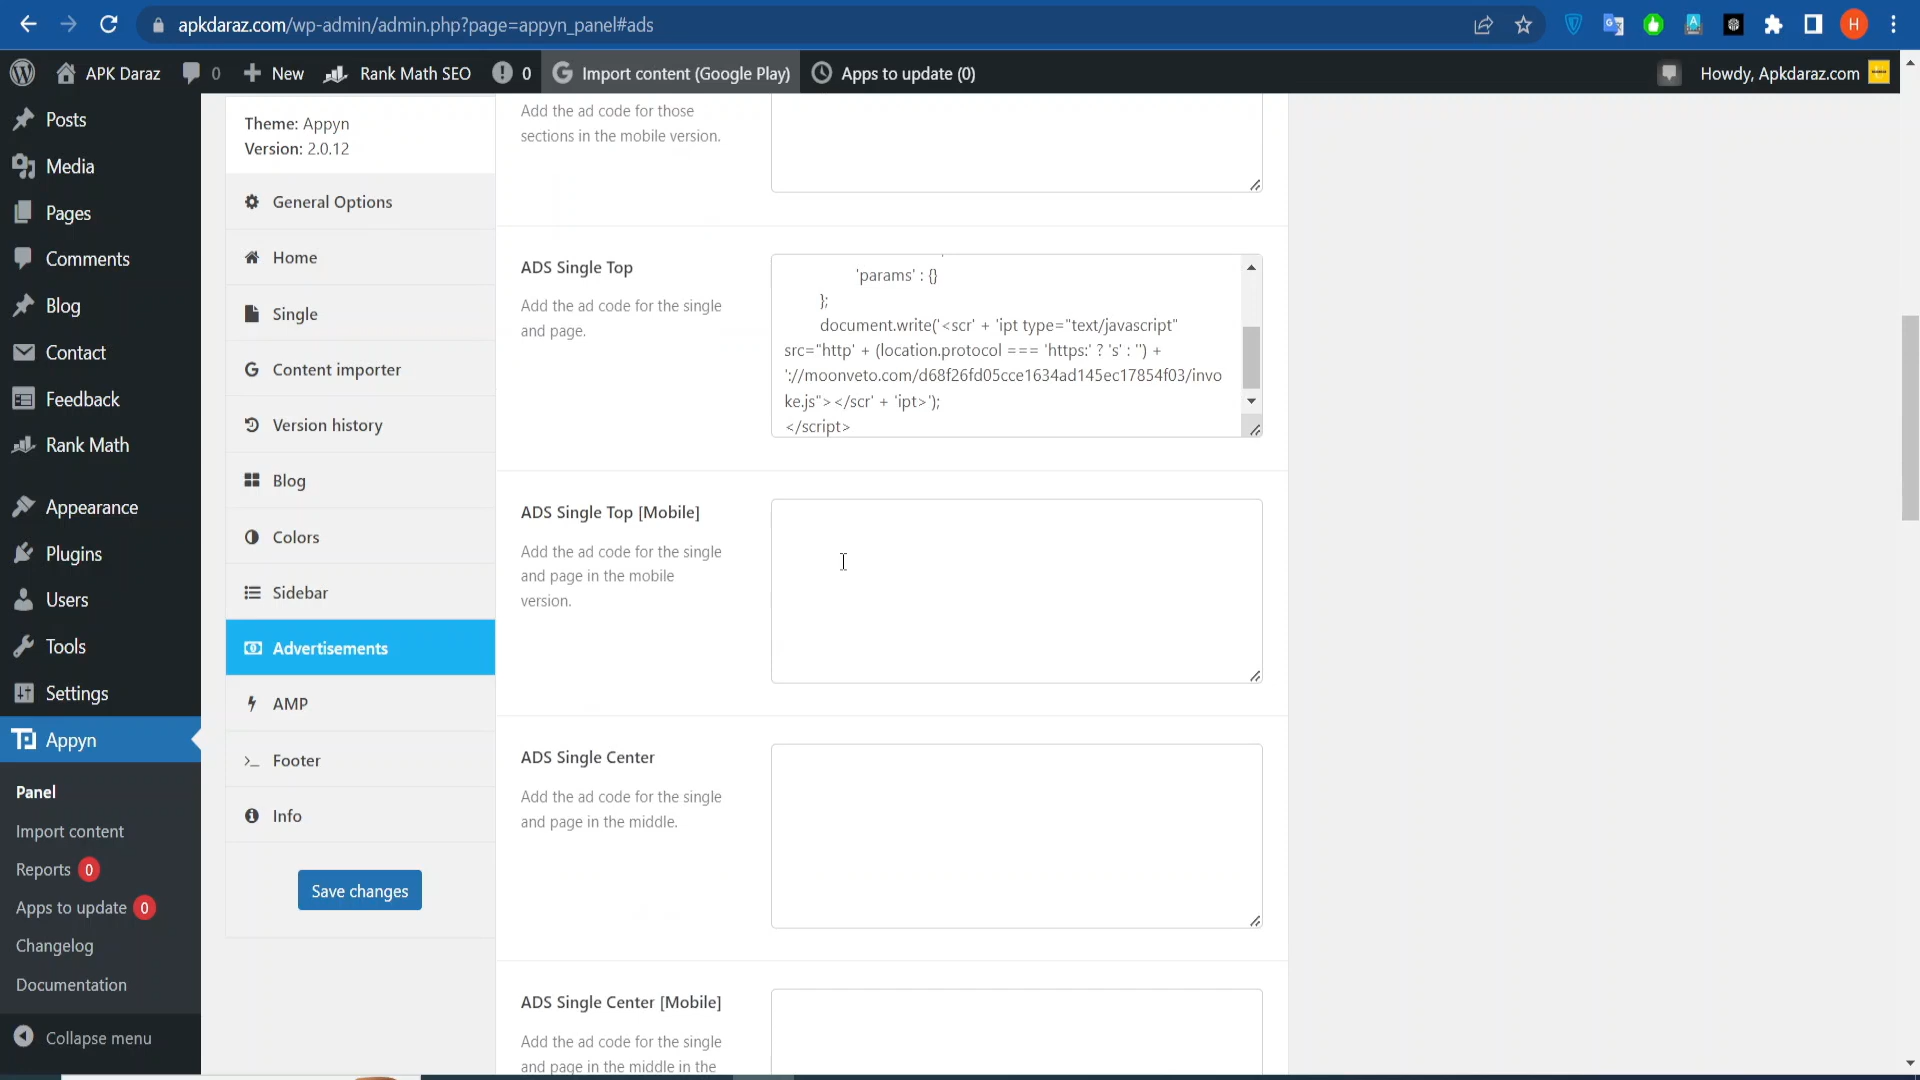 apkdaraz.com/wp-admin/admin.php?page=appyn_panel#ads
H
APK Daraz
0
New
Rank Math SEO
0
Import content (Google Play)
Apps to update (0)
Howdy, Apkdaraz.com
Posts
Media
Pages
Comments
Blog
Contact
Feedback
Rank Math
Appearance
Plugins
Users
Tools
Settings
Appyn
Panel
Import content
Reports 0
Apps to update 0
Changelog
Documentation
Collapse menu
Theme: Appyn
Version: 2.0.12
General Options
Home
Single
Content importer
Version history
Blog
Colors
Sidebar
Advertisements
AMP
Footer
Info
Save changes
Add the ad code for those
sections in the mobile version.
ADS Single Top
Add the ad code for the single
and page.
'params' : {}
};
document.write('<scr' + 'ipt type="text/javascript"
src="http' + (location.protocol === 'https:' ? 's' : '') +
'://moonveto.com/d68f26fd05cce1634ad145ec17854f03/invo
ke.js"></scr' + 'ipt>');
</script>
ADS Single Top [Mobile]
Add the ad code for the single
and page in the mobile
version.
ADS Single Center
Add the ad code for the single
and page in the middle.
ADS Single Center [Mobile]
Add the ad code for the single
and page in the middle in the